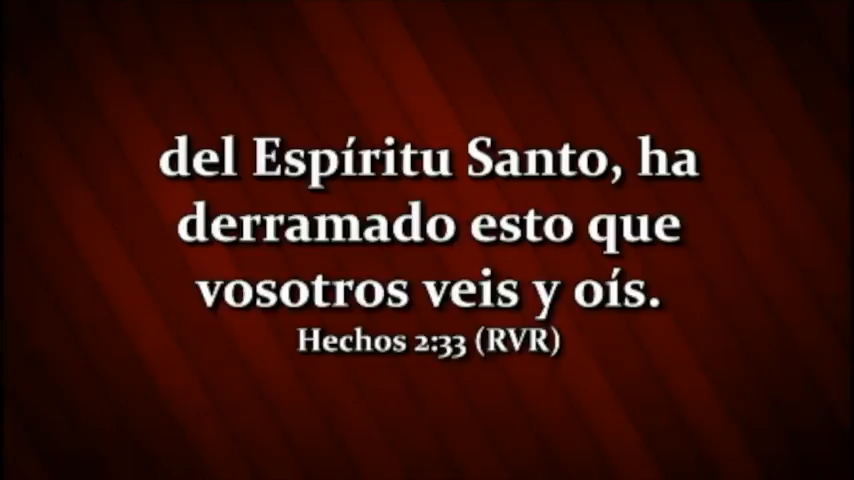 del Espíritu Santo, ha
derramado esto que
vosotros veis y oís.
Hechos 2:33 (RVR)